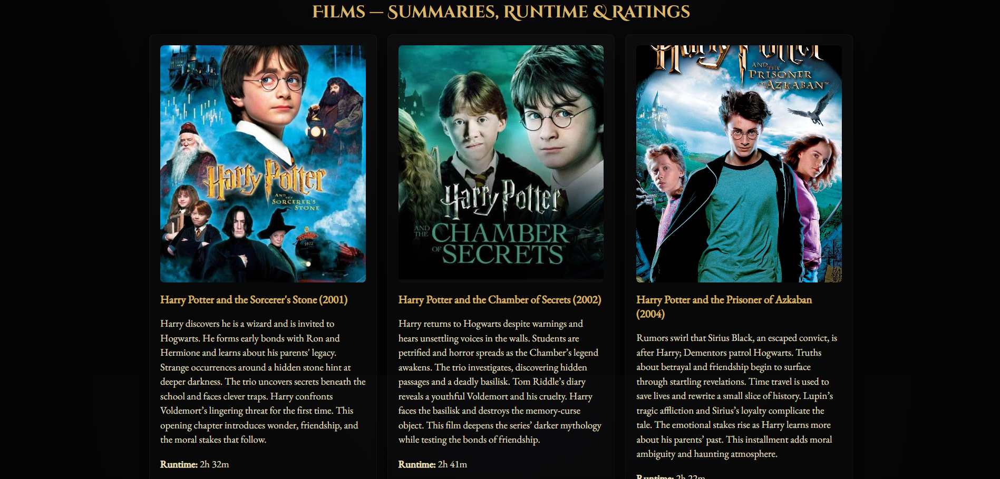 Films — Summaries, Runtime & Ratings
Harry Potter
AND THE
SORCERER'S
STONE
5972
Harry Potter
AND THE
CHAMBER
OF
SECRETS
Harry Potter
AND THE
PRISONER
OF AZKABAN™
Harry Potter and the Sorcerer's Stone (2001)
Harry discovers he is a wizard and is invited to
Hogwarts. He forms early bonds with Ron and
Hermione and learns about his parents' legacy.
Strange occurrences around a hidden stone hint at
deeper darkness. The trio uncovers secrets beneath the
school and faces clever traps. Harry confronts
Voldemort’s lingering threat for the first time. This
opening chapter introduces wonder, friendship, and
the moral stakes that follow.
Runtime: 2h 32m
Harry Potter and the Chamber of Secrets (2002)
Harry returns to Hogwarts despite warnings and
hears unsettling voices in the walls. Students are
petrified and horror spreads as the Chamber’s legend
awakens. The trio investigates, discovering hidden
passages and a deadly basilisk. Tom Riddle’s diary
reveals a youthful Voldemort and his cruelty. Harry
faces the basilisk and destroys the memory-curse
object. This film deepens the series’ darker mythology
while testing the bonds of friendship.
Runtime: 2h 41m
Harry Potter and the Prisoner of Azkaban
(2004)
Rumors swirl that Sirius Black, an escaped convict, is
after Harry; Dementors patrol Hogwarts. Truths
about betrayal and friendship begin to surface
through startling revelations. Time travel is used to
save lives and rewrite a small slice of history. Lupin’s
tragic affliction and Sirius’s loyalty complicate the
tale. The emotional stakes rise as Harry learns more
about his parents’ past. This installment adds moral
ambiguity and haunting atmosphere.
Runtime: 2h 22m